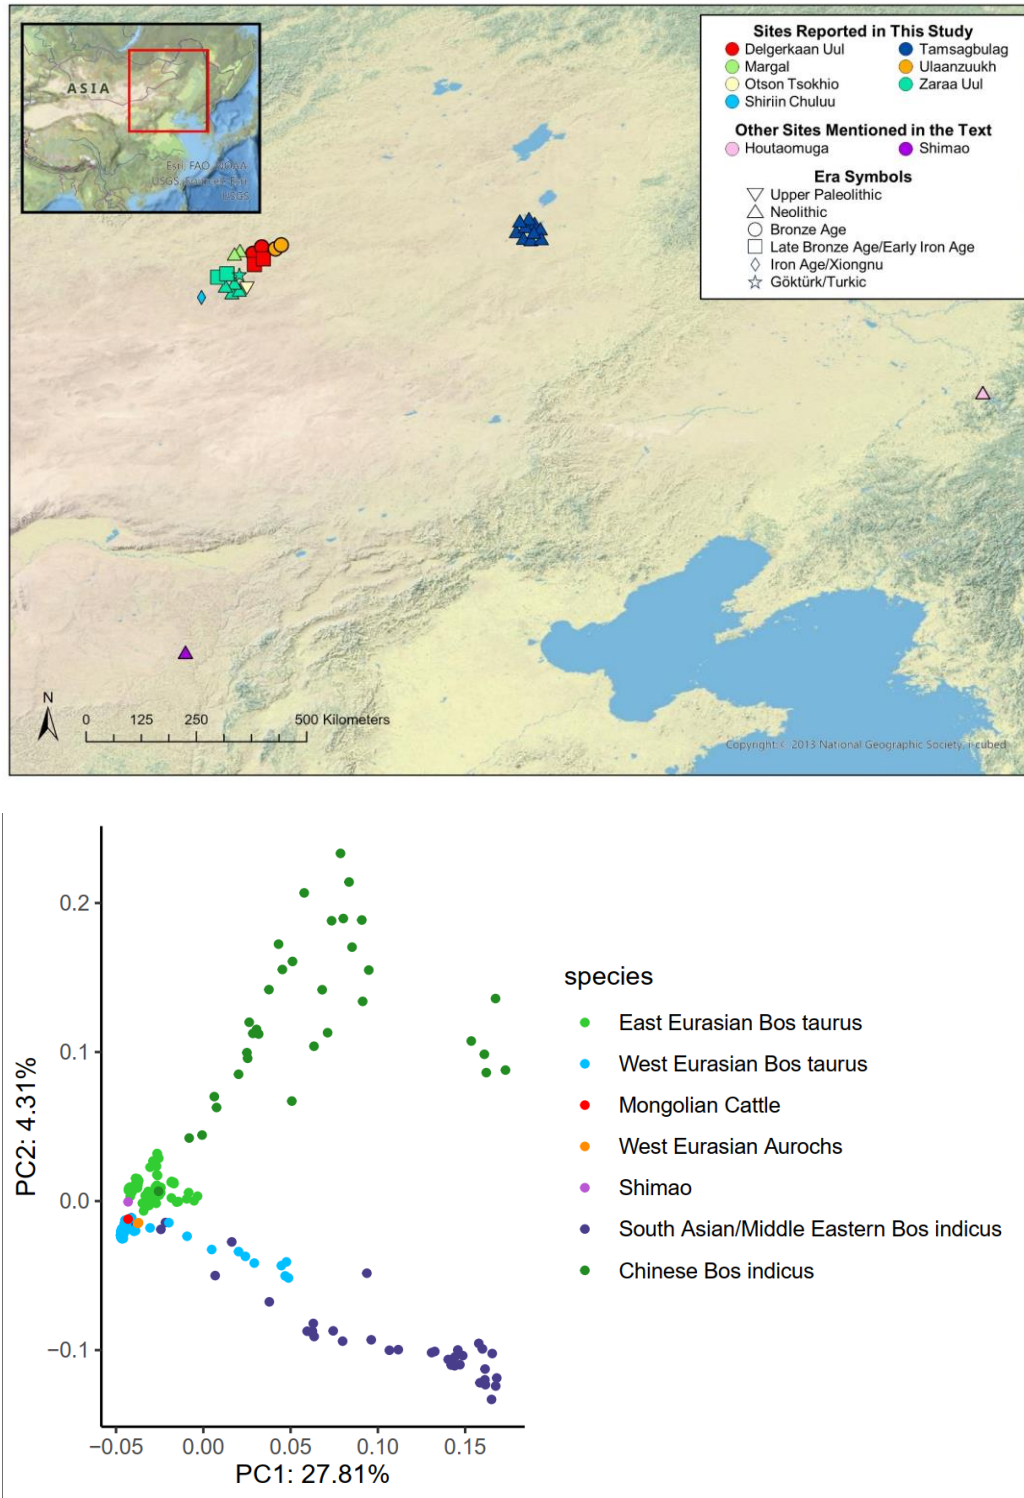 ASIA
Esri, FAO, NOAA,
USGS, Sources: Esri,
USGS
Sites Reported in This Study
Delgerkaan Uul Tamsagbulag
Margal Ulaanzuukh
Otson Tsokhio Zaraa Uul
Shiriin Chuluu
Other Sites Mentioned in the Text
Houtaomuga Shimao
Era Symbols
Upper Paleolithic
Neolithic
Bronze Age
Late Bronze Age/Early Iron Age
Iron Age/Xiongnu
Göktürk/Turkic
N
0 125 250 500 Kilometers
Copyright:© 2013 National Geographic Society, i-cubed
0.2
0.1
0.0
−0.1
PC2: 4.31%
−0.05 0.00 0.05 0.10 0.15
PC1: 27.81%
species
East Eurasian Bos taurus
West Eurasian Bos taurus
Mongolian Cattle
West Eurasian Aurochs
Shimao
South Asian/Middle Eastern Bos indicus
Chinese Bos indicus